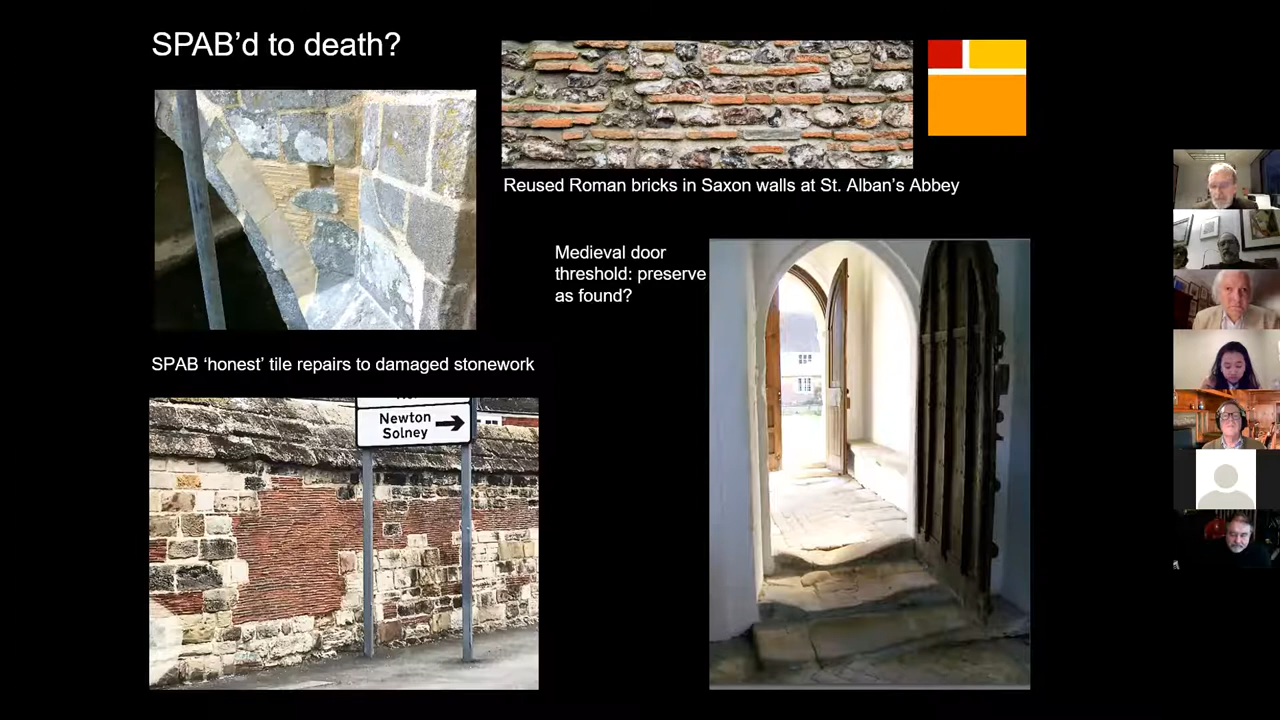 SPAB’d to death?
Reused Roman bricks in Saxon walls at St. Alban’s Abbey
Medieval door
threshold: preserve
as found?
SPAB ‘honest’ tile repairs to damaged stonework
Newton
Solney